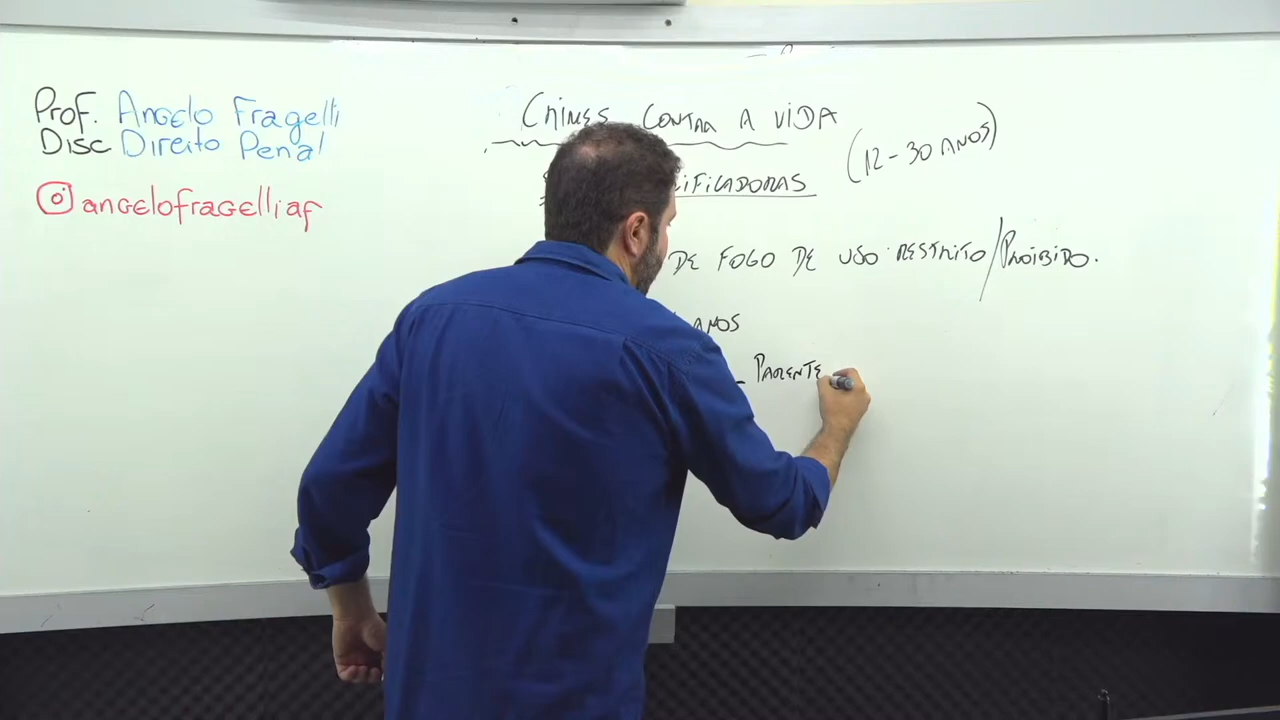 Prof. Angelo Fragelli
Disc Direito Penal
angelofragelliaf
CRIMES CONTRA A VIDA
IFICADORAS (12-30 ANOS)
DE FOGO DE USO RESTRITO/PROIBIDO.
ANOS
PARENTE